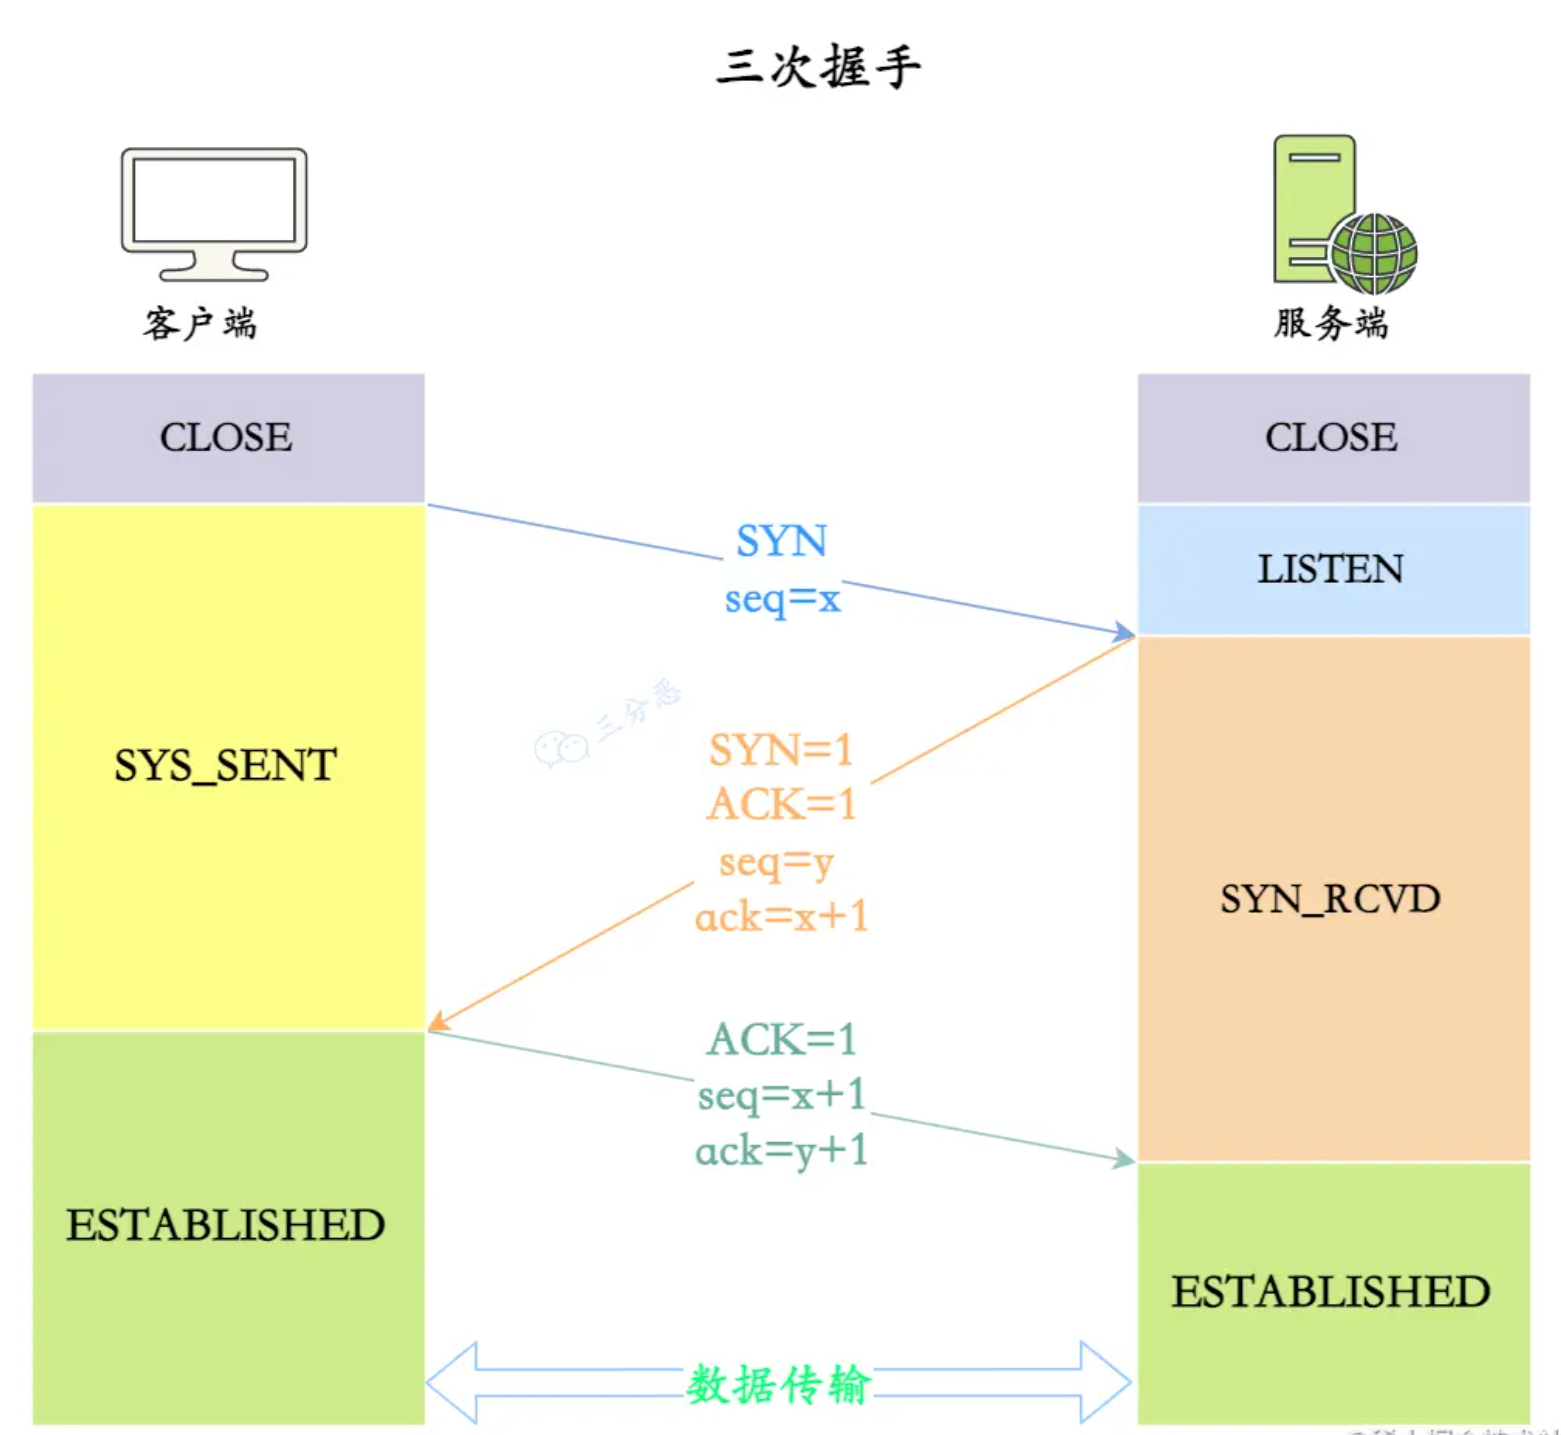 三次握手
客户端
服务端
CLOSE
CLOSE
SYN
seq=x
LISTEN
三分恶
SYS_SENT
SYN=1
ACK=1
seq=y
ack=x+1
SYN_RCVD
ACK=1
seq=x+1
ack=y+1
ESTABLISHED
ESTABLISHED
数据传输